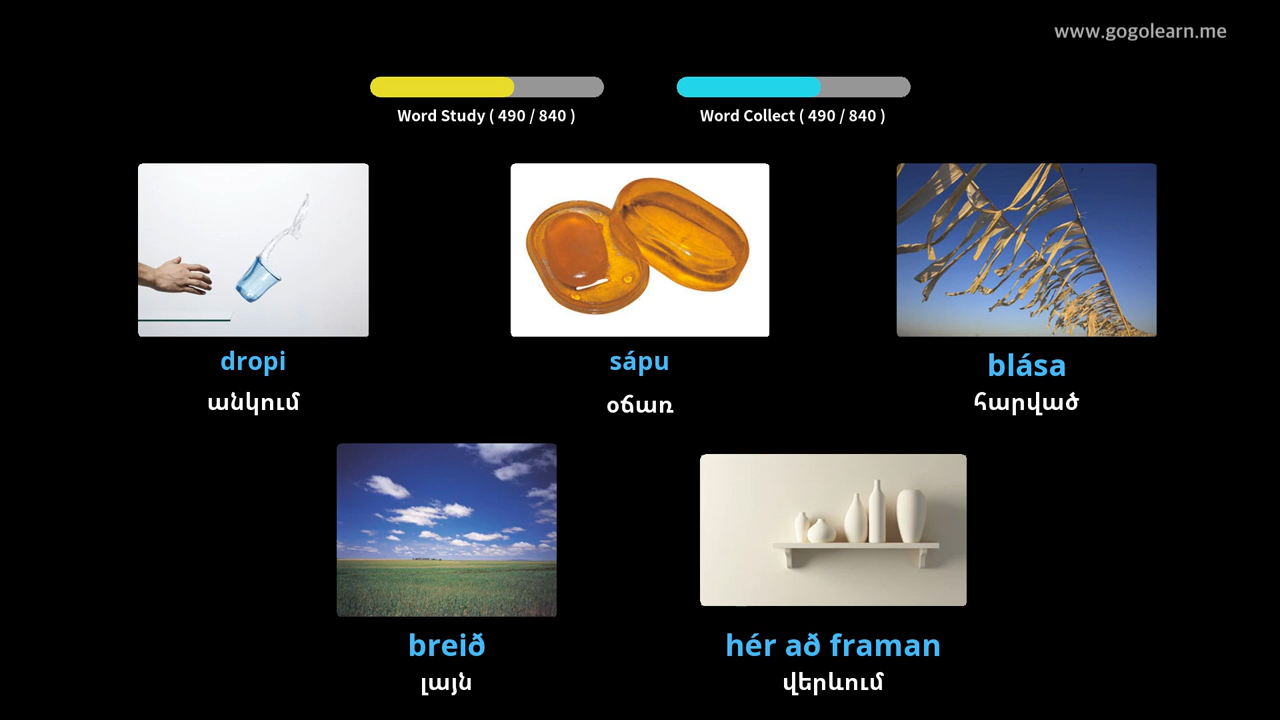 www.gogolearn.me
Word Study ( 490 / 840 )
Word Collect ( 490 / 840 )
dropi
անկում
sápu
օճառ
blása
հարված
breið
լայն
hér að framan
վերևում